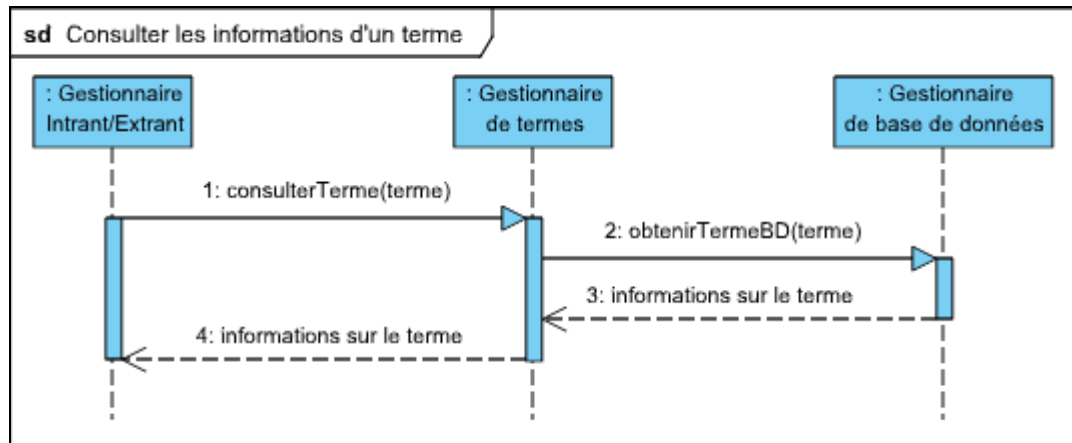 sd Consulter les informations d'un terme
: Gestionnaire
Intrant/Extrant
: Gestionnaire
de termes
: Gestionnaire
de base de données
1: consulterTerme(terme)
2: obtenirTermeBD(terme)
3: informations sur le terme
4: informations sur le terme